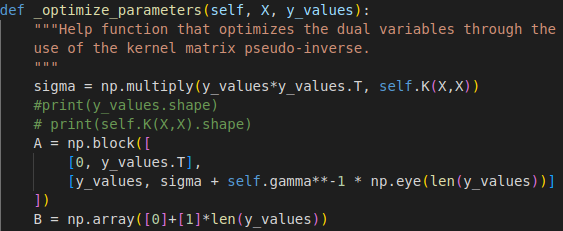 def _optimize_parameters(self, X, y_values):
    """Help function that optimizes the dual variables through the
    use of the kernel matrix pseudo-inverse.
    """
    sigma = np.multiply(y_values*y_values.T, self.K(X,X))
    #print(y_values.shape)
    # print(self.K(X,X).shape)
    A = np.block([
        [0, y_values.T],
        [y_values, sigma + self.gamma**-1 * np.eye(len(y_values))]
    ])
    B = np.array([0]+[1]*len(y_values))